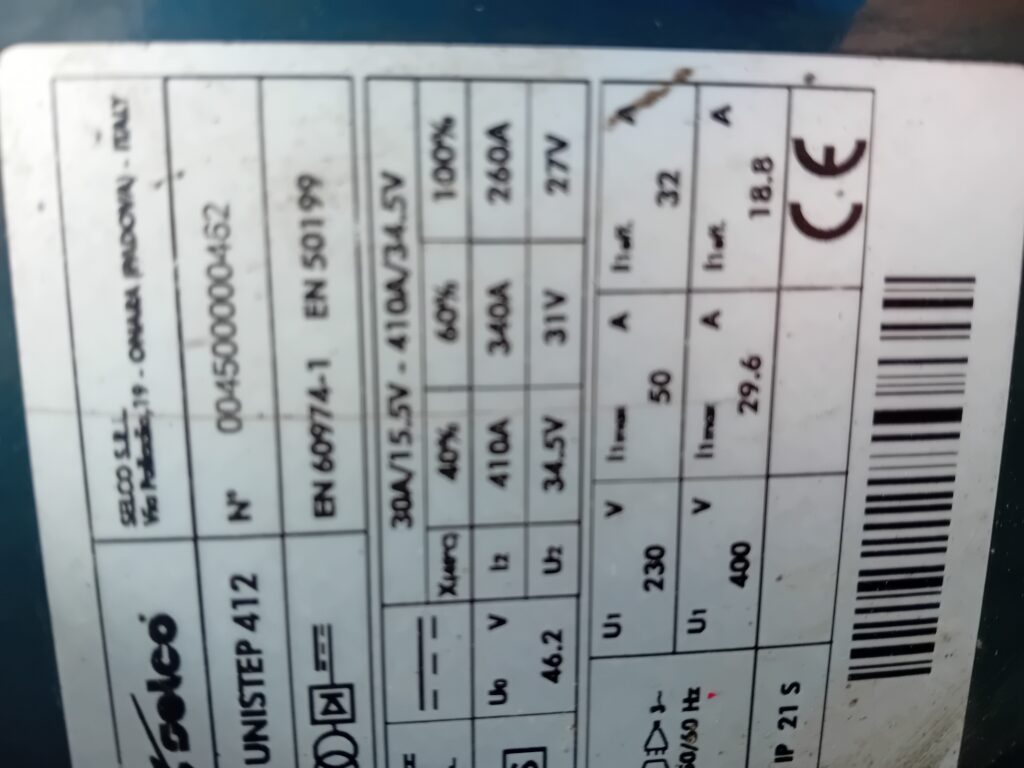 selco
SELCO S.R.L.
Via Palladio, 19 - ONARA (PADOVA) - ITALY
UNISTEP 412 N° 004500000462
EN 60974-1 EN 50199
30A/15.5V - 410A/34.5V
X(40°C) 40% 60% 100%
U0 V I2 410A 340A 260A
46.2 U2 34.5V 31V 27V
3~ U1 V I1max A I1eff. A
50/60 Hz 230 50 32
U1 V I1max A I1eff. A
400 29.6 18.8
IP 21 S CE